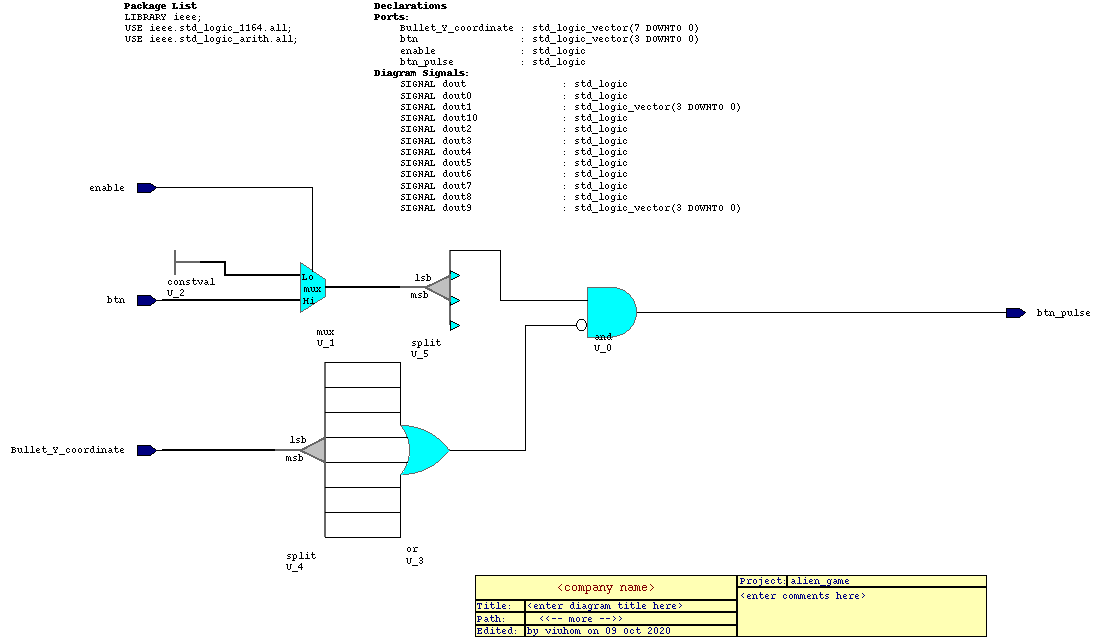 Package List
LIBRARY ieee;
USE ieee.std_logic_1164.all;
USE ieee.std_logic_arith.all;
Declarations
Ports:
Bullet_Y_coordinate : std_logic_vector(7 DOWNTO 0)
btn : std_logic_vector(3 DOWNTO 0)
enable : std_logic
btn_pulse : std_logic
Diagram Signals:
SIGNAL dout : std_logic
SIGNAL dout0 : std_logic
SIGNAL dout1 : std_logic_vector(3 DOWNTO 0)
SIGNAL dout10 : std_logic
SIGNAL dout2 : std_logic
SIGNAL dout3 : std_logic
SIGNAL dout4 : std_logic
SIGNAL dout5 : std_logic
SIGNAL dout6 : std_logic
SIGNAL dout7 : std_logic
SIGNAL dout8 : std_logic
SIGNAL dout9 : std_logic_vector(3 DOWNTO 0)
enable
constval
U_2
btn
Lo
mux
Hi
mux
U_1
lsb
msb
split
U_5
and
U_0
btn_pulse
Bullet_Y_coordinate
lsb
msb
split
U_4
or
U_3
<company name>
Title: <enter diagram title here>
Path: <<-- more -->>
Edited: by viuhom on 09 oct 2020
Project: alien_game
<enter comments here>